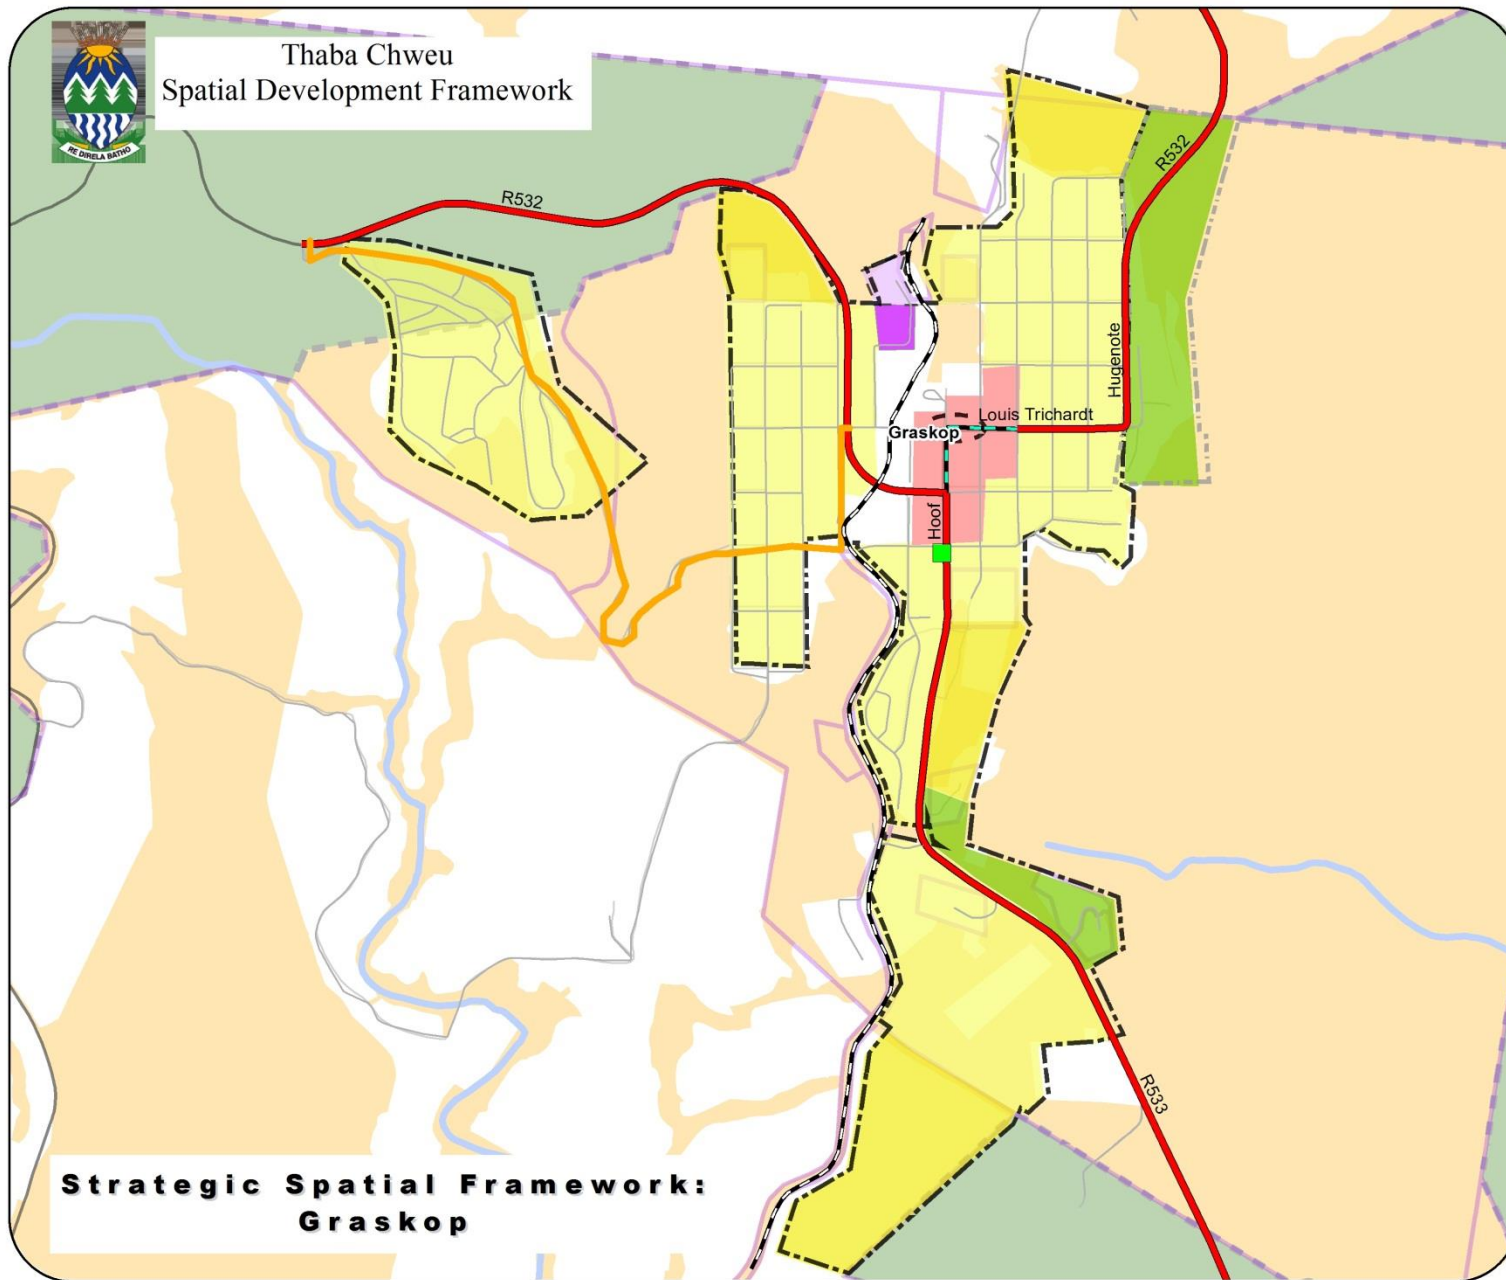 Thaba Chweu
Spatial Development Framework
RE DIRELA BATHO
R532
R532
Hugenote
Louis Trichardt
Graskop
Hoof
R533
Strategic Spatial Framework:
Graskop